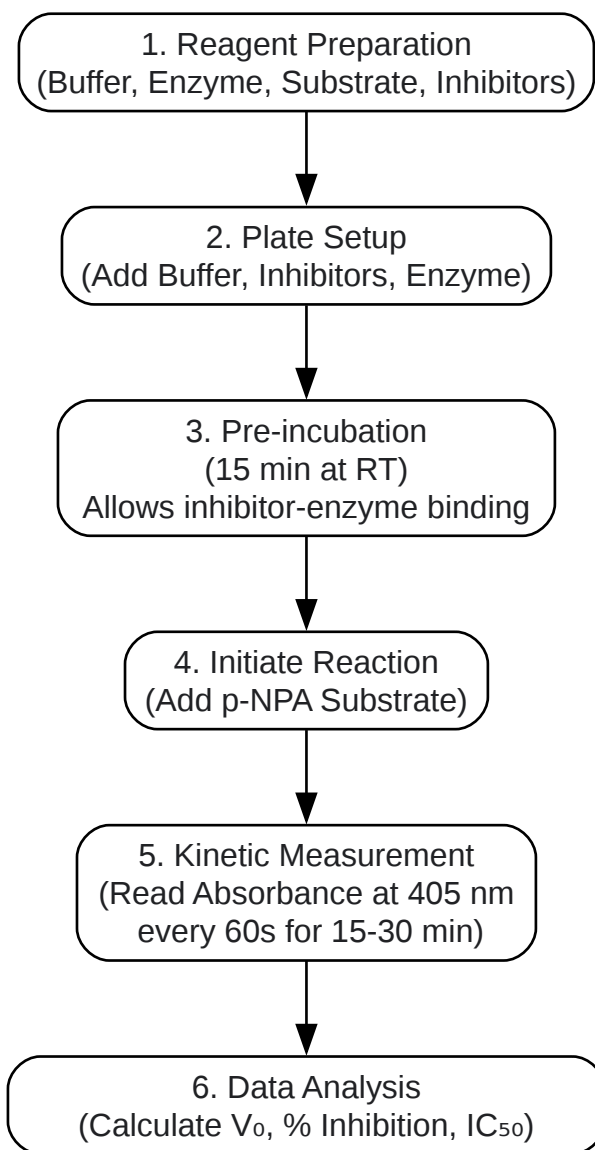 1. Reagent Preparation
(Buffer, Enzyme, Substrate, Inhibitors)
2. Plate Setup
(Add Buffer, Inhibitors, Enzyme)
3. Pre-incubation
(15 min at RT)
Allows inhibitor-enzyme binding
4. Initiate Reaction
(Add p-NPA Substrate)
5. Kinetic Measurement
(Read Absorbance at 405 nm
every 60s for 15-30 min)
6. Data Analysis
(Calculate V₀, % Inhibition, IC₅₀)